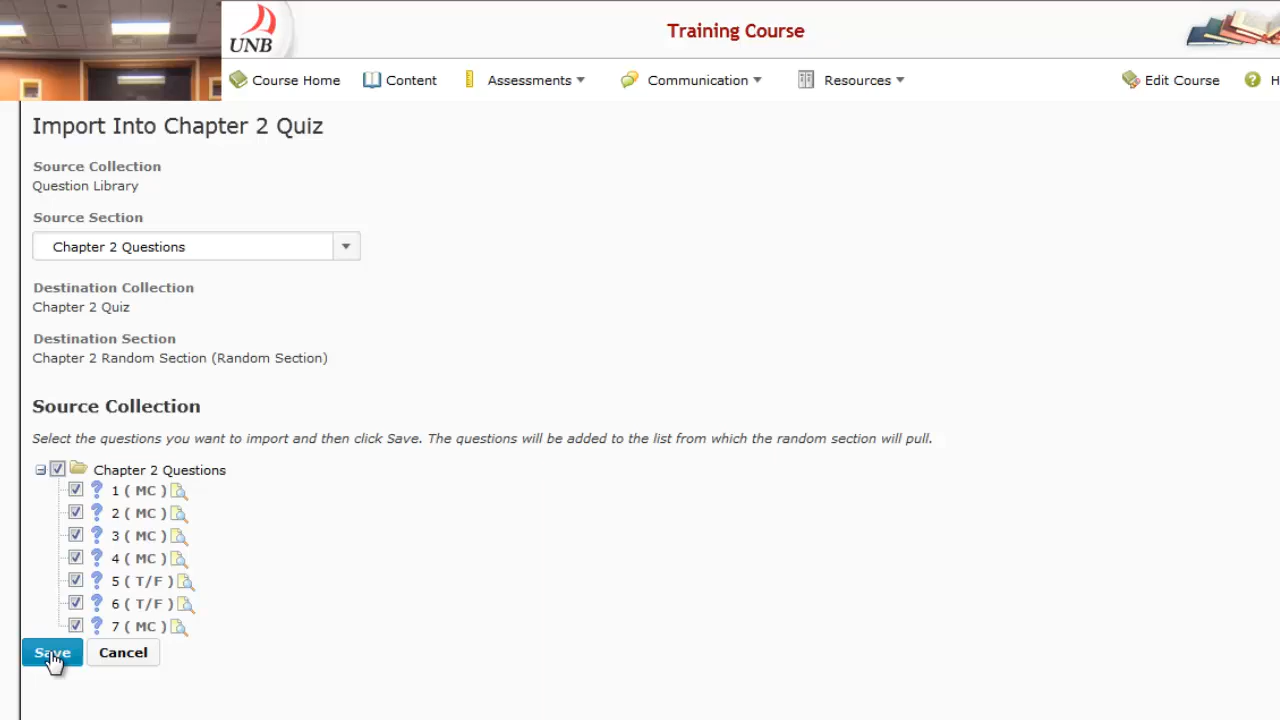 UNB
Training Course
Course Home Content Assessments Communication Resources Edit Course H
Import Into Chapter 2 Quiz
Source Collection
Question Library
Source Section
Chapter 2 Questions
Destination Collection
Chapter 2 Quiz
Destination Section
Chapter 2 Random Section (Random Section)
Source Collection
Select the questions you want to import and then click Save. The questions will be added to the list from which the random section will pull.
Chapter 2 Questions
1 ( MC )
2 ( MC )
3 ( MC )
4 ( MC )
5 ( T/F )
6 ( T/F )
7 ( MC )
Save Cancel